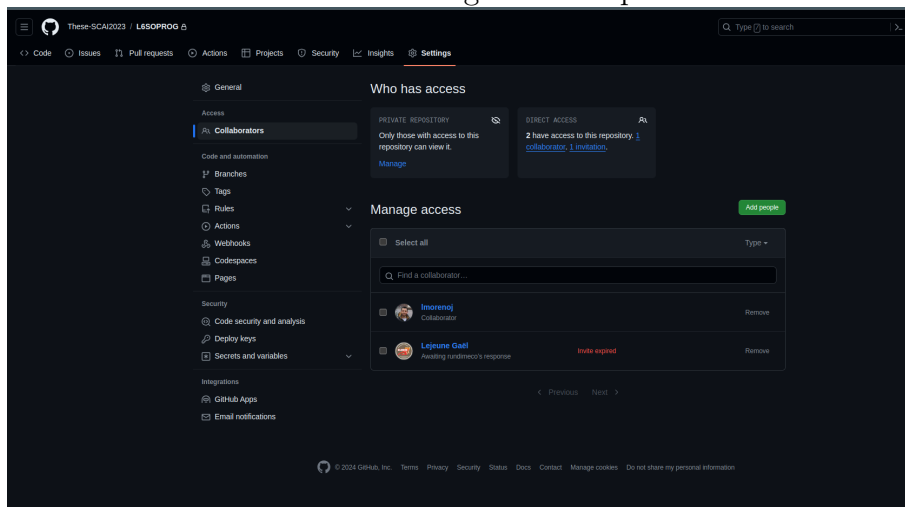 These-SCAI2023 / L6SOPROG
Type / to search
Code Issues Pull requests Actions Projects Security Insights Settings
General
Access
Collaborators
Code and automation
Branches
Tags
Rules
Actions
Webhooks
Codespaces
Pages
Security
Code security and analysis
Deploy keys
Secrets and variables
Integrations
GitHub Apps
Email notifications
Who has access
PRIVATE REPOSITORY
Only those with access to this
repository can view it.
Manage
DIRECT ACCESS
2 have access to this repository. 1
collaborator. 1 invitation.
Manage access
Add people
Select all
Type
Find a collaborator...
lmorenoj
Collaborator
Remove
Lejeune Gaël
Awaiting rundimeco's response
Invite expired
Remove
Previous Next
© 2024 GitHub, Inc. Terms Privacy Security Status Docs Contact Manage cookies Do not share my personal information